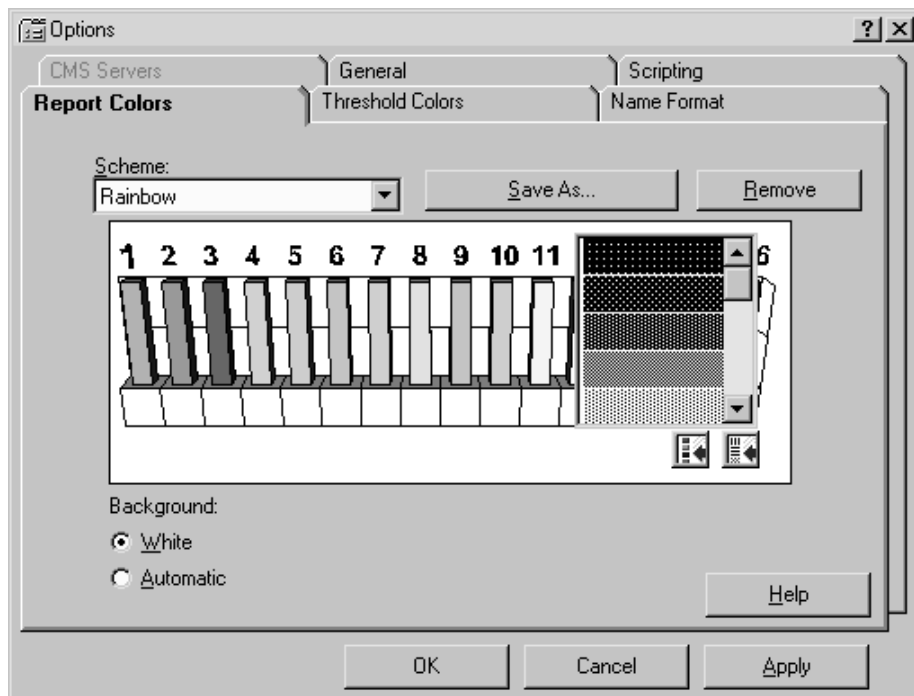 Options
CMS Servers General Scripting
Report Colors Threshold Colors Name Format
Scheme:
Rainbow Save As... Remove
1 2 3 4 5 6 7 8 9 10 11 6
Background:
White
Automatic
Help
OK Cancel Apply